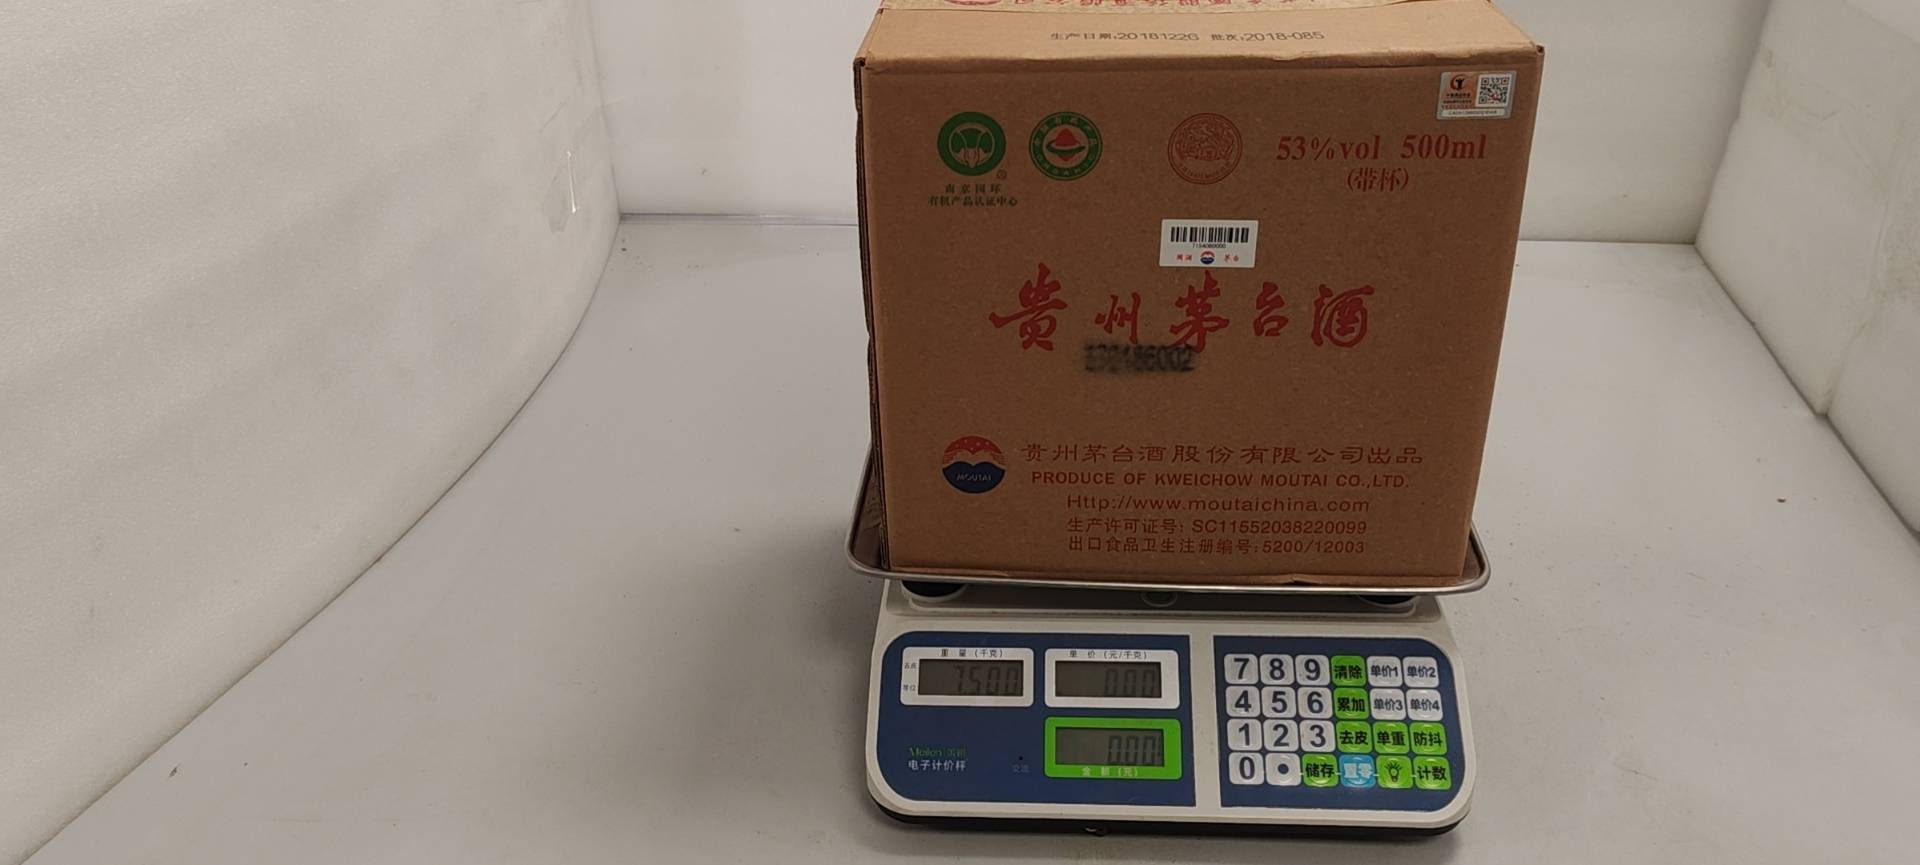 生产日期:20181226 批次:2018-085
53%vol 500ml
(带杯)
南京国环
有机产品认证中心
贵州茅台酒
MOUTAI
贵州茅台酒股份有限公司出品
PRODUCE OF KWEICHOW MOUTAI CO.,LTD.
Http://www.moutaichina.com
生产许可证号: SC11552038220099
出口食品卫生注册编号:5200/12003
重量(千克)
单价(元/千克)
7.500
0.00
0.00
金额(元)
电子计价秤
7 8 9 清除 单价1 单价2
4 5 6 累加 单价3 单价4
1 2 3 去皮 单重 防抖
0 • 储存 置零 计数